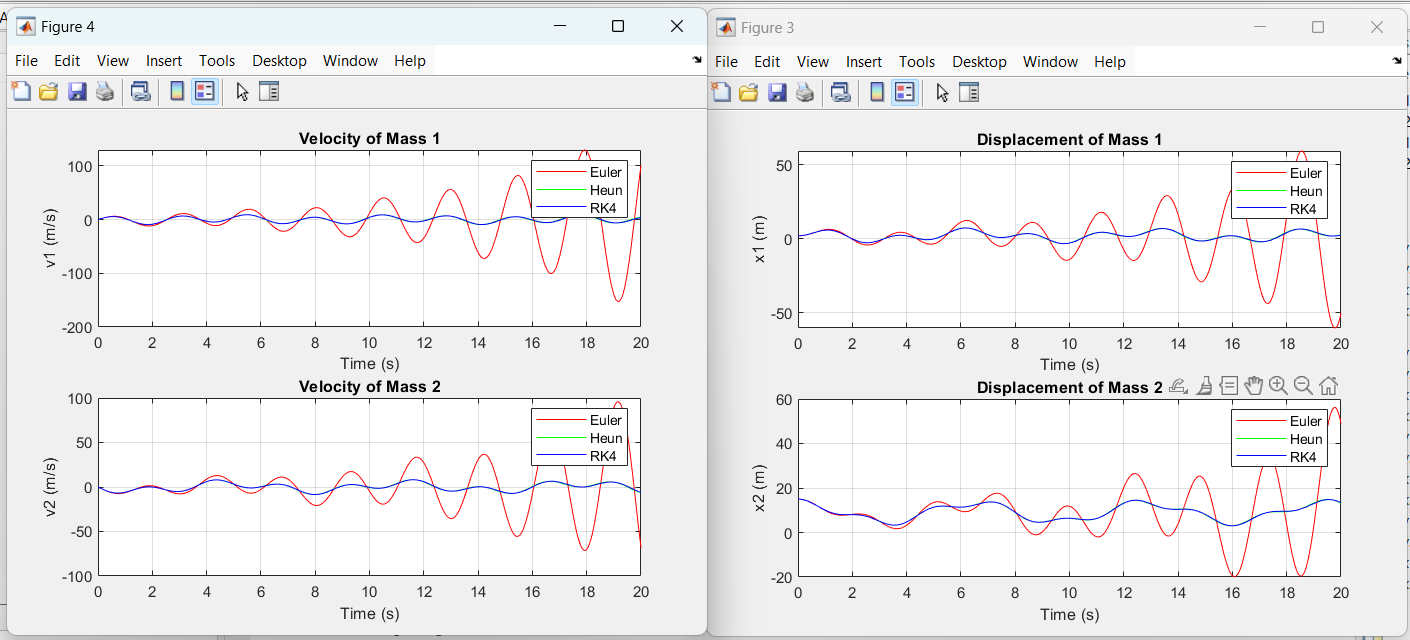 Figure 4
File Edit View Insert Tools Desktop Window Help
Velocity of Mass 1
100
0
-100
-200
v1 (m/s)
Euler
Heun
RK4
0 2 4 6 8 10 12 14 16 18 20
Time (s)
Velocity of Mass 2
100
50
0
-50
-100
v2 (m/s)
Euler
Heun
RK4
0 2 4 6 8 10 12 14 16 18 20
Time (s)
Figure 3
File Edit View Insert Tools Desktop Window Help
Displacement of Mass 1
50
0
-50
x1 (m)
Euler
Heun
RK4
0 2 4 6 8 10 12 14 16 18 20
Time (s)
Displacement of Mass 2
60
40
20
0
-20
x2 (m)
Euler
Heun
RK4
0 2 4 6 8 10 12 14 16 18 20
Time (s)